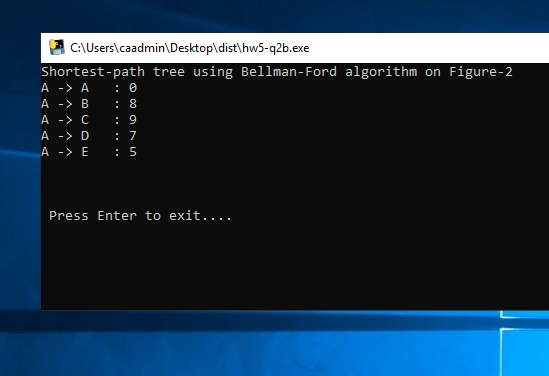 C:\Users\caadmin\Desktop\dist\hw5-q2b.exe
Shortest-path tree using Bellman-Ford algorithm on Figure-2
A -> A   : 0
A -> B   : 8
A -> C   : 9
A -> D   : 7
A -> E   : 5
Press Enter to exit....